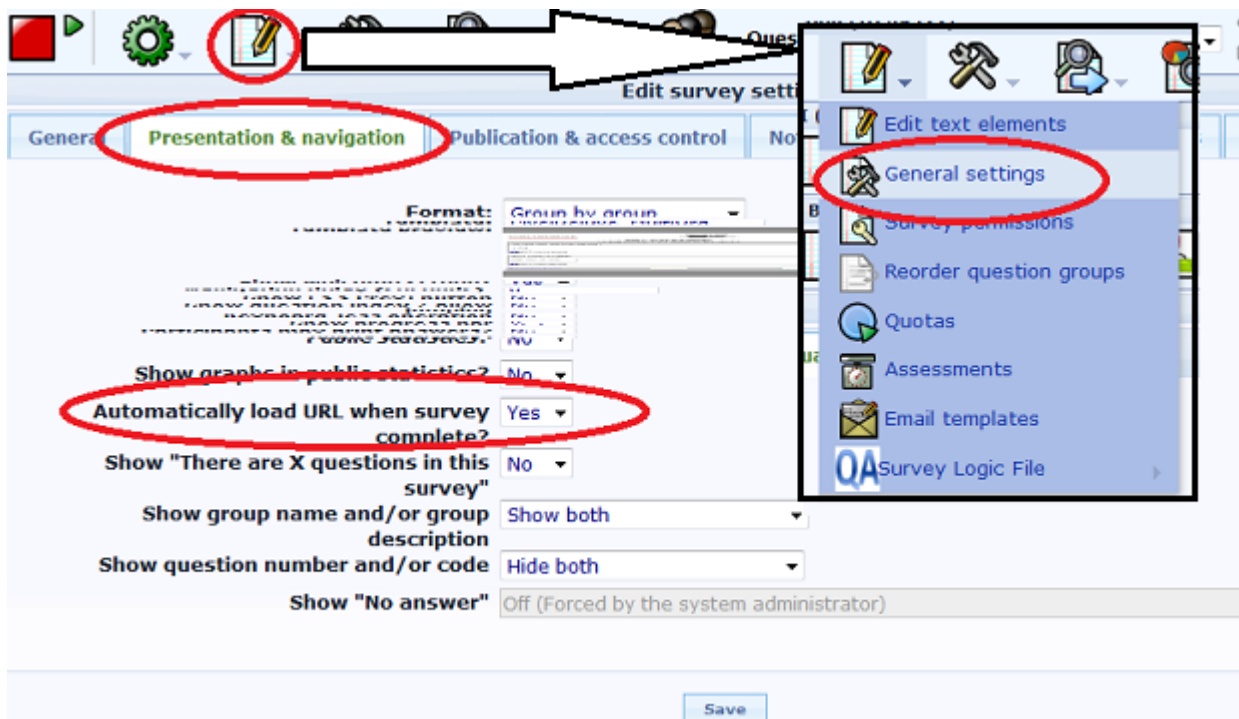 Ques
Edit survey setti
General
Presentation & navigation
Publication & access control
No
Edit text elements
General settings
Survey permissions
Reorder question groups
Quotas
Assessments
Email templates
QA Survey Logic File
Format: Group by group
Public statistics? No
Show graphs in public statistics? No
Automatically load URL when survey Yes
complete?
Show "There are X questions in this No
survey"
Show group name and/or group Show both
description
Show question number and/or code Hide both
Show "No answer" Off (Forced by the system administrator)
Save